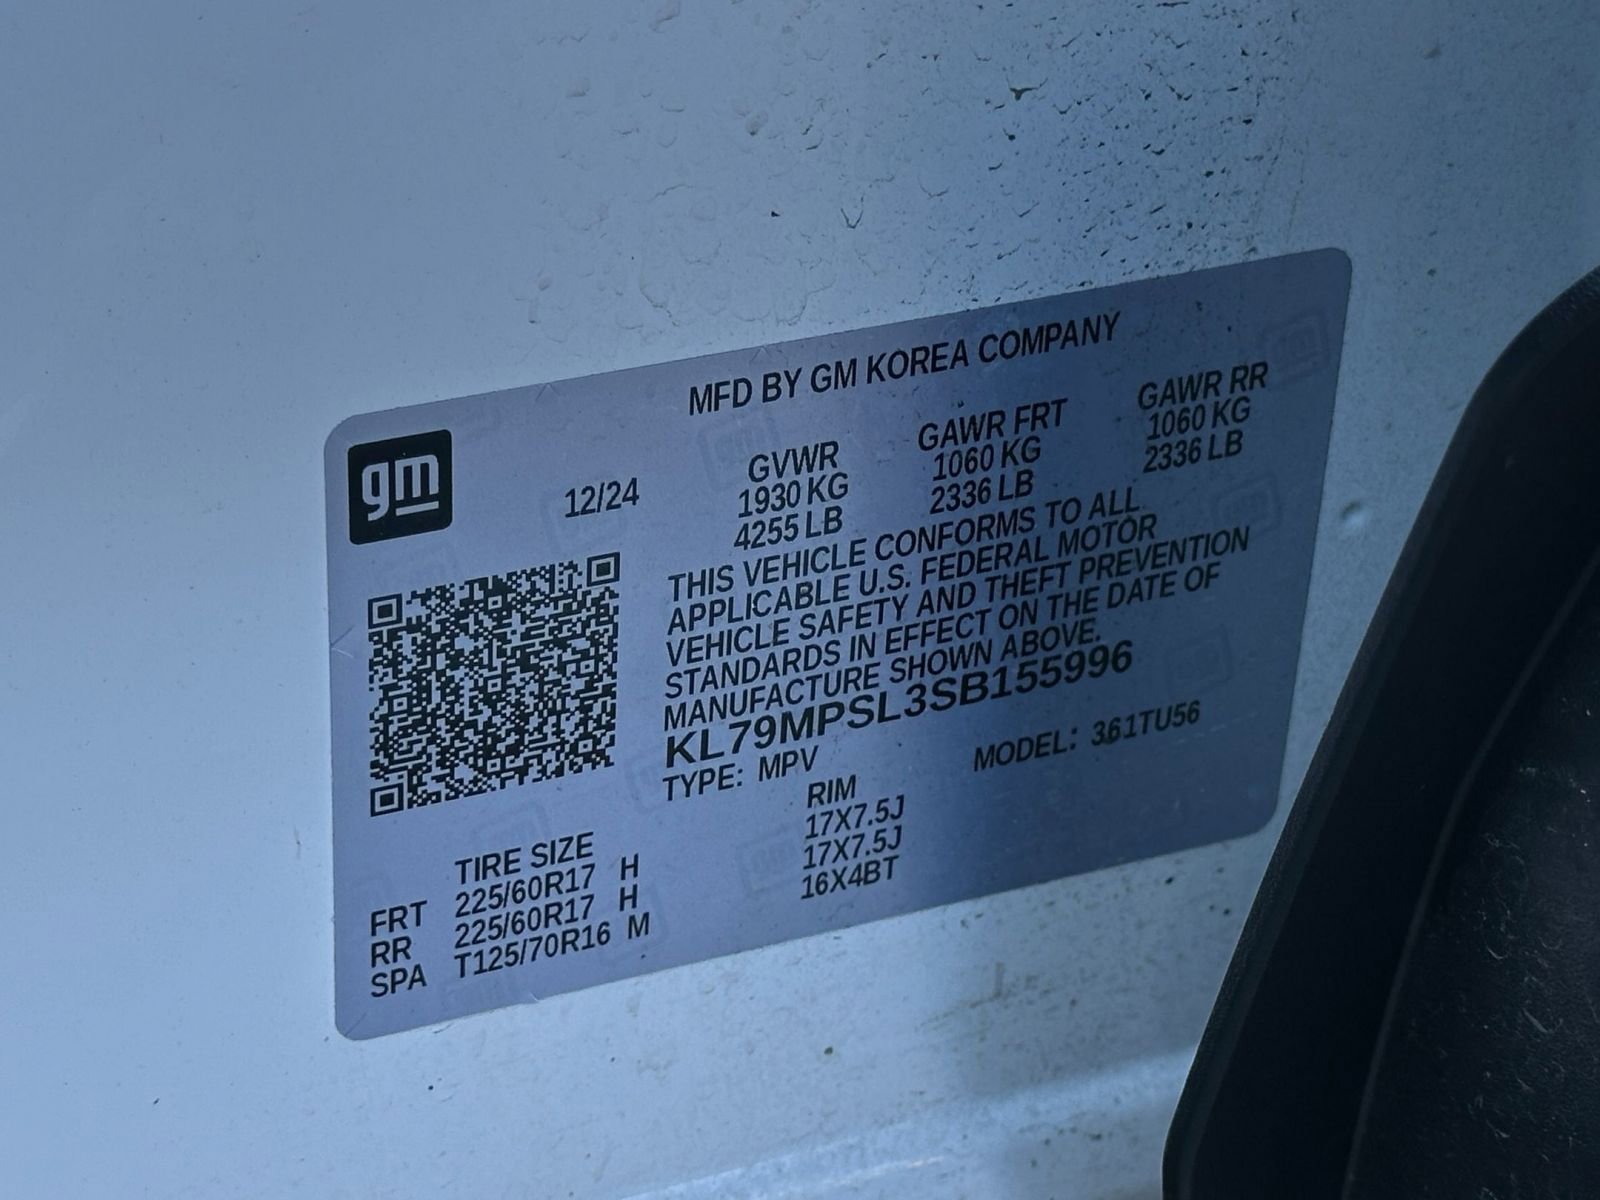 MFD BY GM KOREA COMPANY
gm
12/24
GVWR GAWR FRT GAWR RR
1930 KG 1060 KG 1060 KG
4255 LB 2336 LB 2336 LB
THIS VEHICLE CONFORMS TO ALL
APPLICABLE U.S. FEDERAL MOTOR
VEHICLE SAFETY AND THEFT PREVENTION
STANDARDS IN EFFECT ON THE DATE OF
MANUFACTURE SHOWN ABOVE.
KL79MPSL3SB155996
TYPE: MPV MODEL: 361TU56
TIRE SIZE RIM
FRT 225/60R17 H 17X7.5J
RR 225/60R17 H 17X7.5J
SPA T125/70R16 M 16X4BT